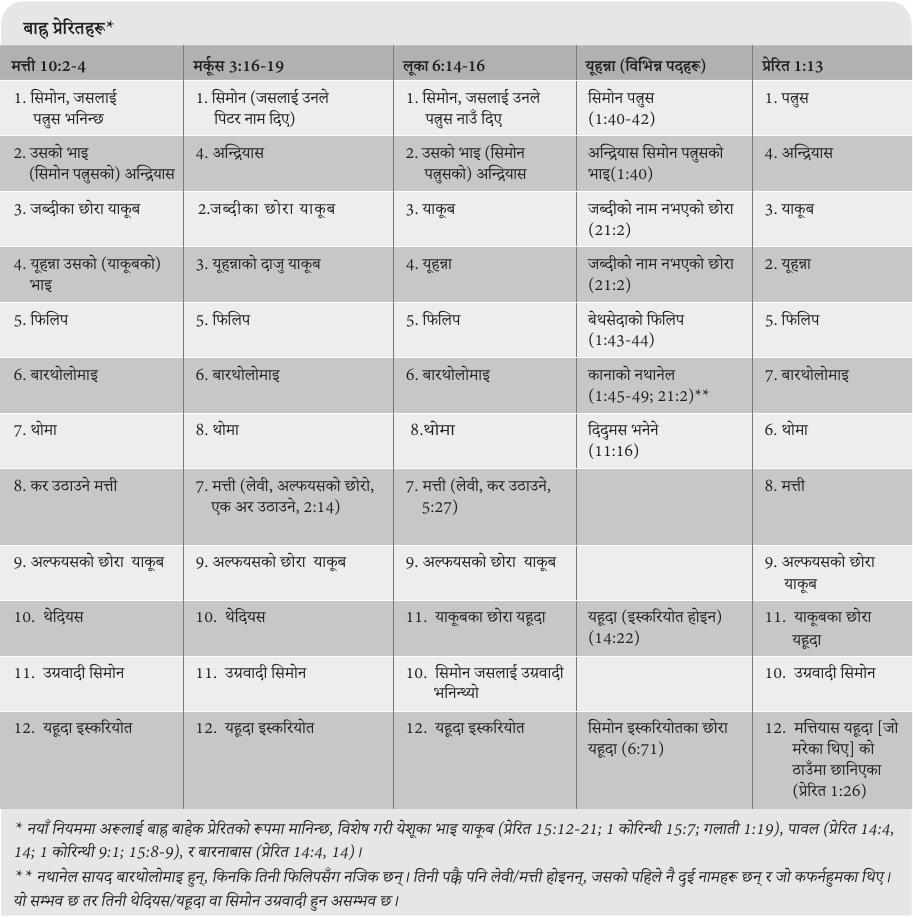 बाह्र प्रेरितहरू*
मत्ती 10:2-4
मर्कूस 3:16-19
लूका 6:14-16
यूहन्ना (विभिन्न पदहरू)
प्रेरित 1:13
1. सिमोन, जसलाई
पत्रुस भनिन्छ
1. सिमोन (जसलाई उनले
पिटर नाम दिए)
1. सिमोन, जसलाई उनले
पत्रुस नाउँ दिए
सिमोन पत्रुस
(1:40-42)
1. पत्रुस
2. उसको भाइ
(सिमोन पत्रुसको) अन्द्रियास
4. अन्द्रियास
2. उसको भाइ (सिमोन
पत्रुसको) अन्द्रियास
अन्द्रियास सिमोन पत्रुसको
भाइ(1:40)
4. अन्द्रियास
3. जब्दीका छोरा याकूब
2.जब्दीका छोरा याकूब
3. याकूब
जब्दीको नाम नभएको छोरा
(21:2)
3. याकूब
4. यूहन्ना उसको (याकूबको)
भाइ
3. यूहन्नाको दाजु याकूब
4. यूहन्ना
जब्दीको नाम नभएको छोरा
(21:2)
2. यूहन्ना
5. फिलिप
5. फिलिप
5. फिलिप
बेथसेदाको फिलिप
(1:43-44)
5. फिलिप
6. बारथोलोमाइ
6. बारथोलोमाइ
6. बारथोलोमाइ
कानाको नथानेल
(1:45-49; 21:2)**
7. बारथोलोमाइ
7. थोमा
8. थोमा
8.थोमा
दिदुमस भनेने
(11:16)
6. थोमा
8. कर उठाउने मत्ती
7. मत्ती (लेवी, अल्फयसको छोरो,
एक अर उठाउने, 2:14)
7. मत्ती (लेवी, कर उठाउने,
5:27)
8. मत्ती
9. अल्फयसको छोरा याकूब
9. अल्फयसको छोरा याकूब
9. अल्फयसको छोरा याकूब
9. अल्फयसको छोरा
याकूब
10. थेदियस
10. थेदियस
11. याकूबका छोरा यहूदा
यहूदा (इस्करियोत होइन)
(14:22)
11. याकूबका छोरा
यहूदा
11. उग्रवादी सिमोन
11. उग्रवादी सिमोन
10. सिमोन जसलाई उग्रवादी
भनिन्थ्यो
10. उग्रवादी सिमोन
12. यहूदा इस्करियोत
12. यहूदा इस्करियोत
12. यहूदा इस्करियोत
सिमोन इस्करियोतका छोरा
यहूदा (6:71)
12. मत्तियास यहूदा [जो
मरेका थिए] को
ठाउँमा छानिएका
(प्रेरित 1:26)
* नयाँ नियममा अरूलाई बाह्र बाहेक प्रेरितको रूपमा मानिन्छ, विशेष गरी येशूका भाइ याकूब (प्रेरित 15:12-21; 1 कोरिन्थी 15:7; गलाती 1:19), पावल (प्रेरित 14:4,
14; 1 कोरिन्थी 9:1; 15:8-9), र बारनाबास (प्रेरित 14:4, 14)।
** नथानेल सायद बारथोलोमाइ हुन्, किनकि तिनी फिलिपसँग नजिक छन्। तिनी पक्कै पनि लेवी/मत्ती होइनन्, जसको पहिले नै दुई नामहरू छन् र जो कफर्नहुमका थिए।
यो सम्भव छ तर तिनी थेदियस/यहूदा वा सिमोन उग्रवादी हुन असम्भव छ।